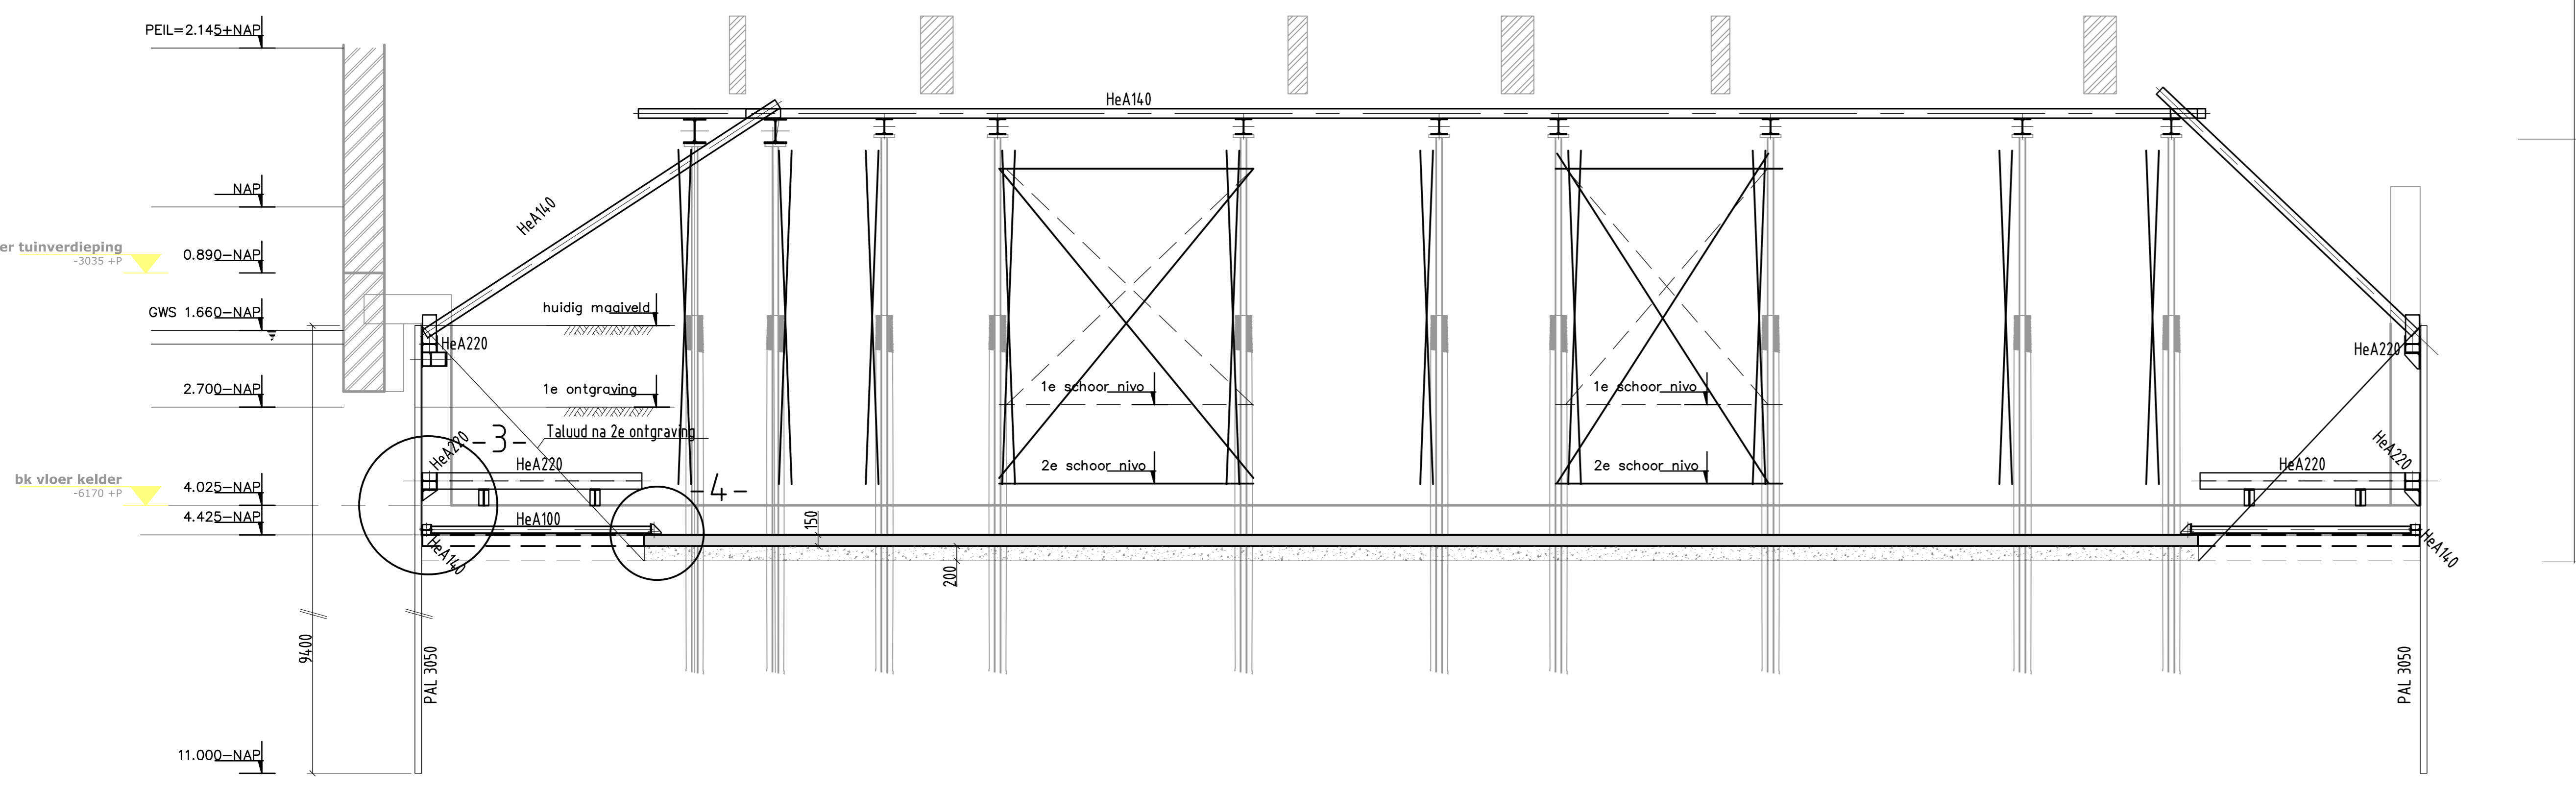 PEIL=2.145+NAP
HeA140
NAP
HeA140
er tuinverdieping
-3035 +P
0.890-NAP
GWS 1.660-NAP
huidig maaiveld
HeA220
HeA220
2.700-NAP
1e ontgraving
1e schoor nivo
1e schoor nivo
-3-
Taluud na 2e ontgraving
HeA220
HeA220
2e schoor nivo
2e schoor nivo
HeA220
HeA220
bk vloer kelder
-6170 +P
4.025-NAP
-4-
4.425-NAP
HeA100
150
HeA140
HeA140
200
9400
PAL 3050
PAL 3050
11.000-NAP